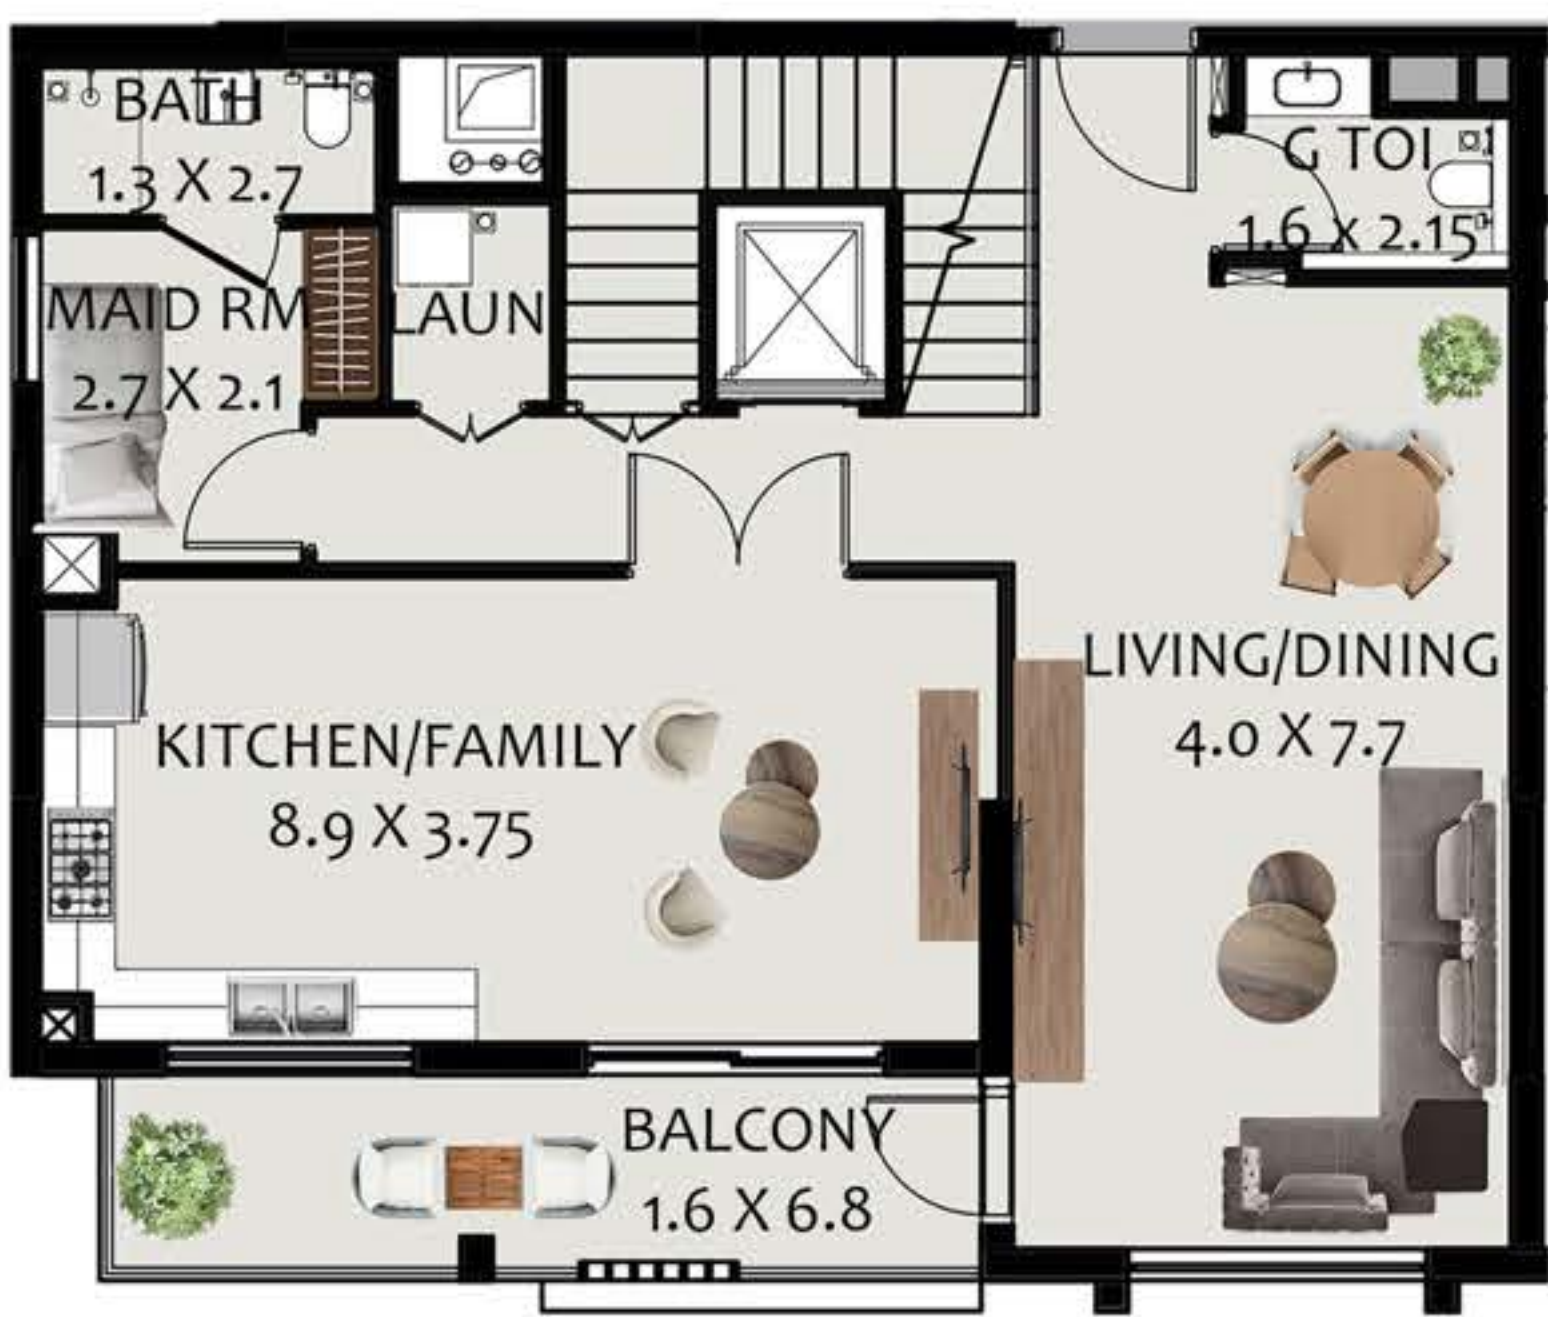 BATH
1.3 X 2.7
G TOI
1.6 X 2.15
MAID RM
2.7 X 2.1
LAUN
LIVING/DINING
4.0 X 7.7
KITCHEN/FAMILY
8.9 X 3.75
BALCONY
1.6 X 6.8